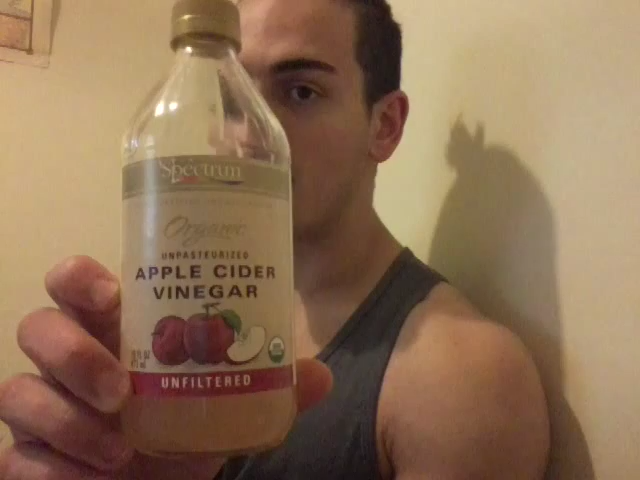 Spectrum
Organic
UNPASTEURIZED
APPLE CIDER
VINEGAR
UNFILTERED